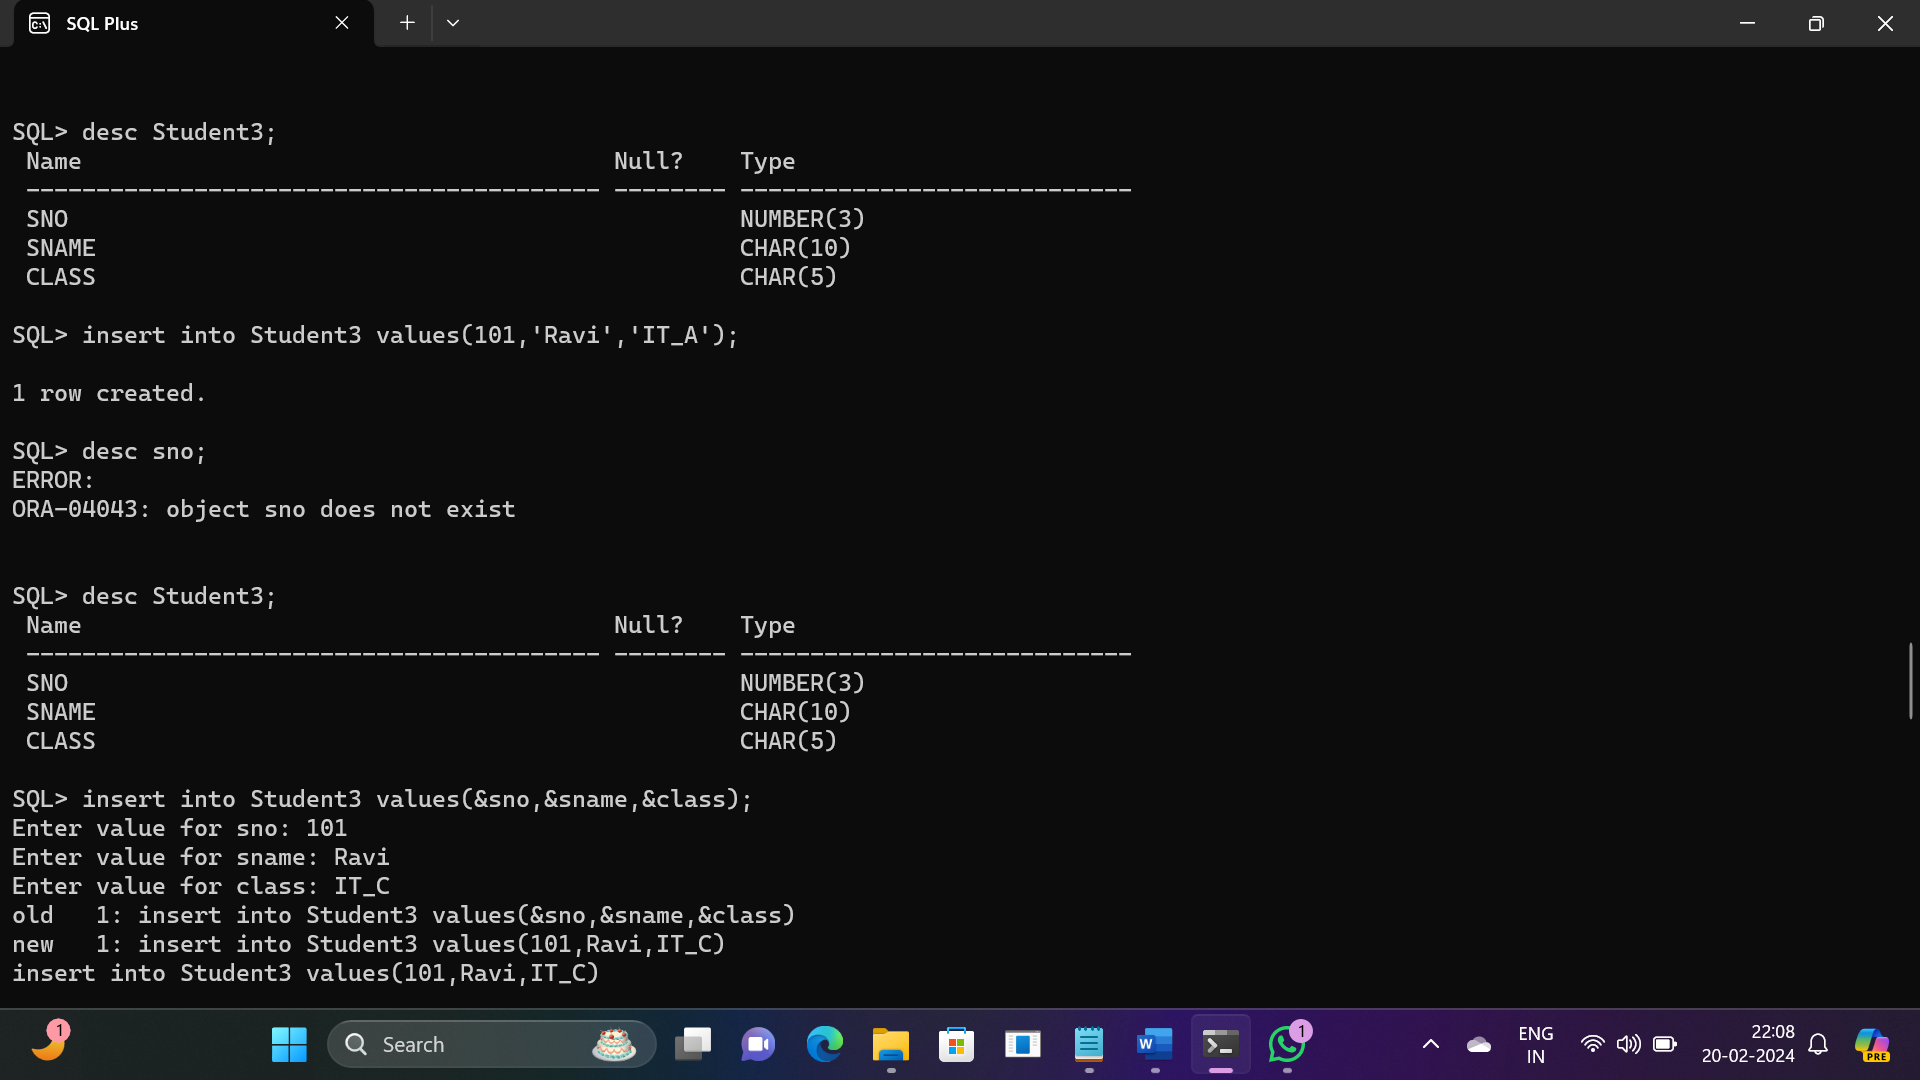 SQL Plus
SQL> desc Student3;
Name Null? Type
----------------------------------------- -------- ----------------------------
SNO NUMBER(3)
SNAME CHAR(10)
CLASS CHAR(5)
SQL> insert into Student3 values(101,'Ravi','IT_A');
1 row created.
SQL> desc sno;
ERROR:
ORA-04043: object sno does not exist
SQL> desc Student3;
Name Null? Type
----------------------------------------- -------- ----------------------------
SNO NUMBER(3)
SNAME CHAR(10)
CLASS CHAR(5)
SQL> insert into Student3 values(&sno,&sname,&class);
Enter value for sno: 101
Enter value for sname: Ravi
Enter value for class: IT_C
old 1: insert into Student3 values(&sno,&sname,&class)
new 1: insert into Student3 values(101,Ravi,IT_C)
insert into Student3 values(101,Ravi,IT_C)
1
Search
W
1
ENG
IN
22:08
20-02-2024
PRE